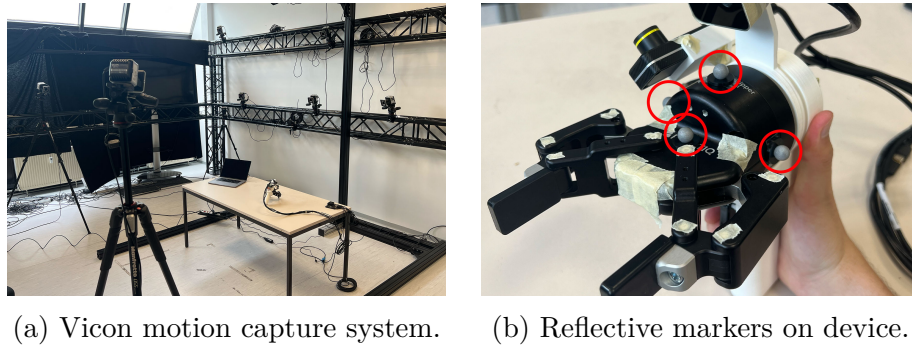 (a) Vicon motion capture system.
(b) Reflective markers on device.